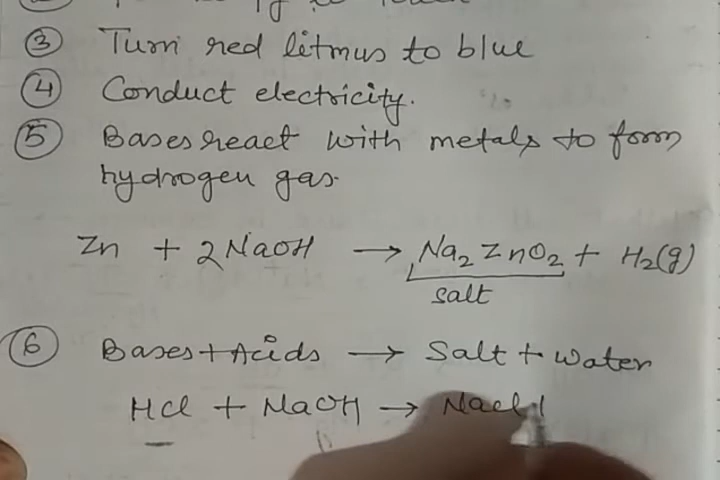 ③ Turn red litmus to blue
④ Conduct electricity.
⑤ Bases react with metals to form
hydrogen gas.
Zn + 2NaOH → Na₂ZnO₂ + H₂(g)
salt
⑥ Bases + Acids → Salt + Water
HCl + NaOH → NaCl